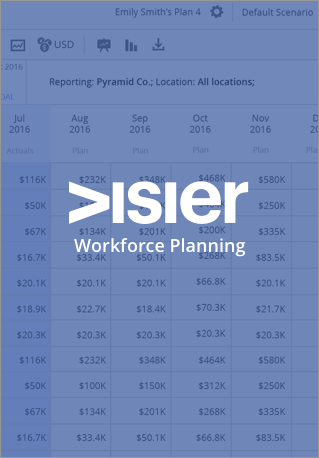 Emily Smith's Plan 4 Default Scenario
USD
2016
Reporting: Pyramid Co.; Location: All locations;
Jul Aug Sep Oct Nov
2016 2016 2016 2016 2016
Actuals Plan Plan Plan Plan
$116K $232K $348K $468K $580K
$50K $250K
$67K $134K $201K $200K $335K
visier
Workforce Planning
$16.7K $33.4K $50.1K $268K $83.5K
$20.1K $20.1K $20.1K $66.8K $20.1K
$18.9K $22.7K $18.4K $70.3K $21.7K
$20.3K $20.3K $20.3K $20.3K $20.3K
$116K $232K $348K $464K $580K
$50K $100K $150K $312K $250K
$67K $134K $201K $268K $335K
$16.7K $33.4K $50.1K $66.8K $83.5K